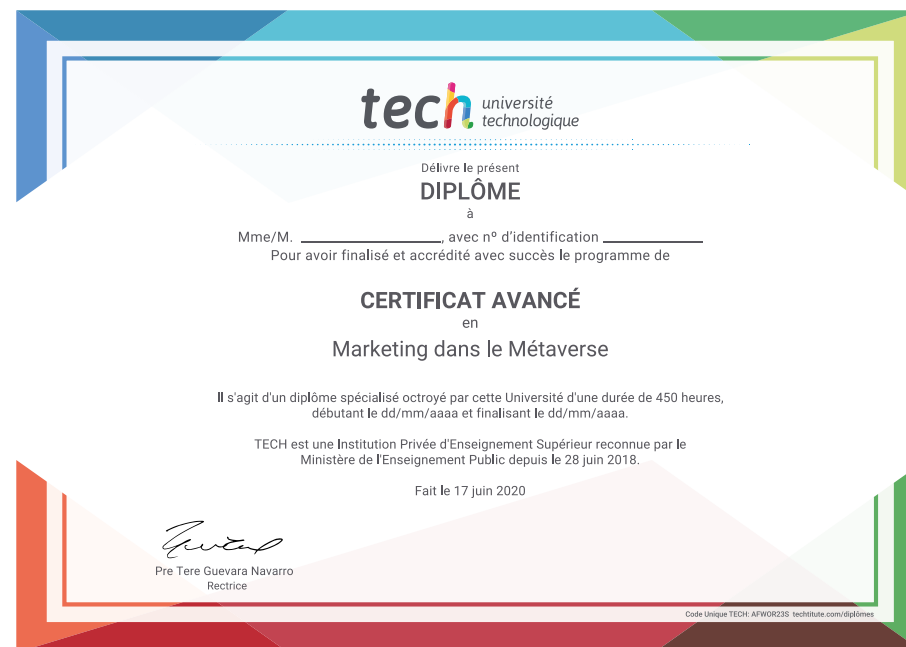 tech université
technologique
Délivre le présent
DIPLÔME
à
Mme/M. ____________________, avec nº d'identification ______________
Pour avoir finalisé et accrédité avec succès le programme de
CERTIFICAT AVANCÉ
en
Marketing dans le Métaverse
Il s'agit d'un diplôme spécialisé octroyé par cette Université d'une durée de 450 heures,
débutant le dd/mm/aaaa et finalisant le dd/mm/aaaa.
TECH est une Institution Privée d'Enseignement Supérieur reconnue par le
Ministère de l'Enseignement Public depuis le 28 juin 2018.
Fait le 17 juin 2020
Pre Tere Guevara Navarro
Rectrice
Code Unique TECH: AFWOR23S techtitute.com/diplômes